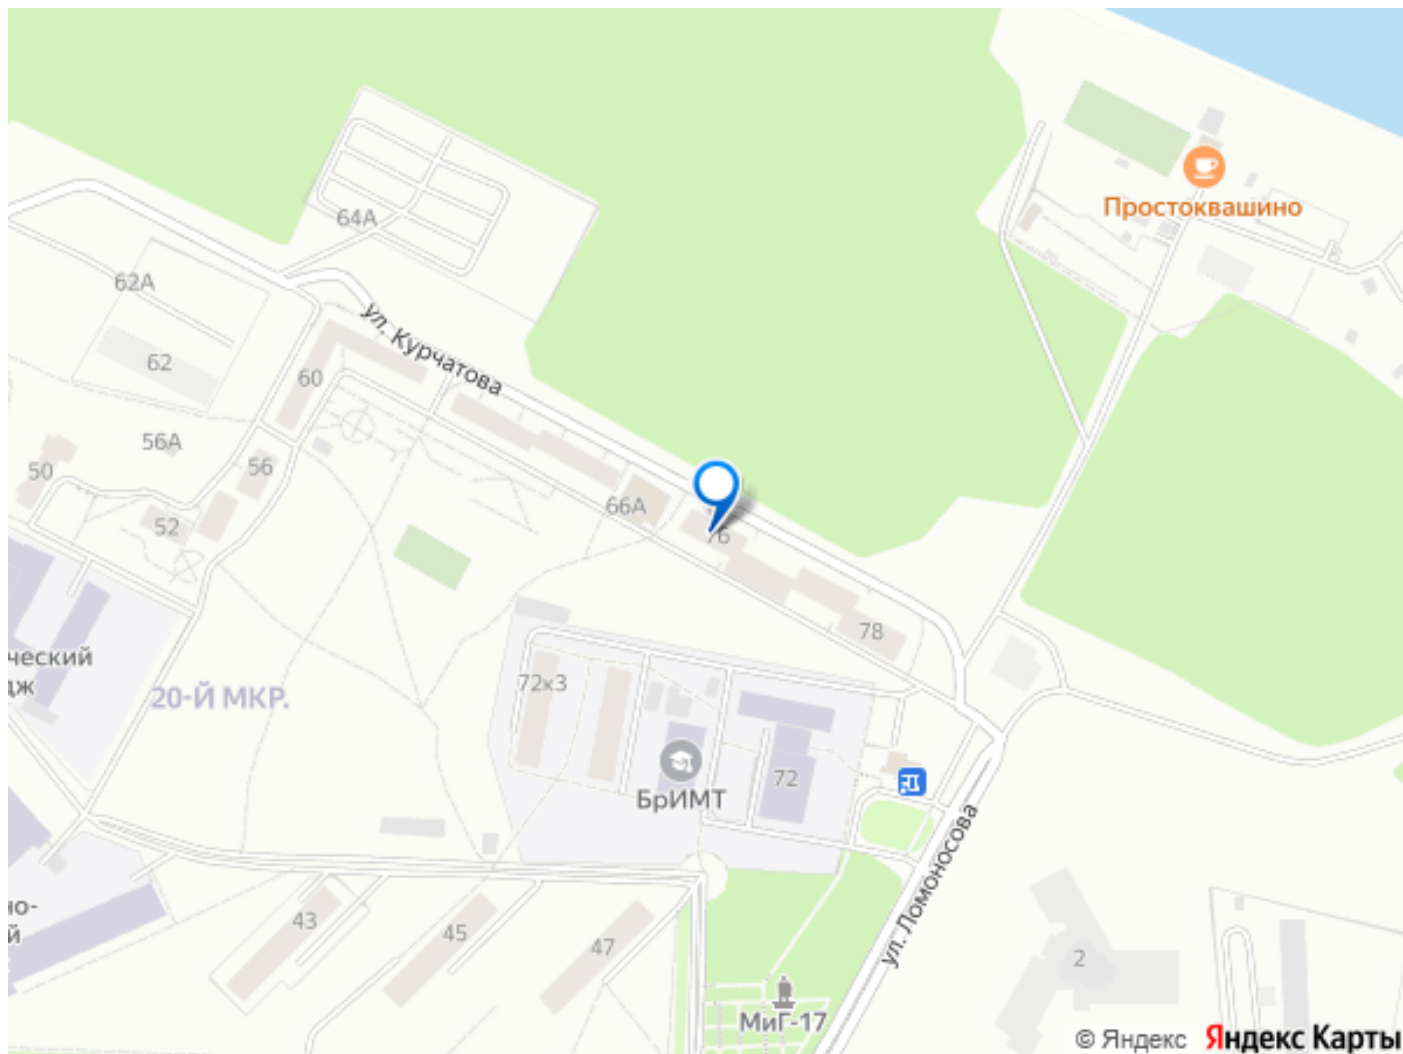 Простоквашино
64А
62А
ул. Курчатова
62
60
56А
50
56
66А
52
76
78
ческий
дж
72к3
20-Й МКР.
72
БрИМТ
ул. Ломоносова
но-
й
43
45
47
2
МиГ-17
© Яндекс Яндекс Карты